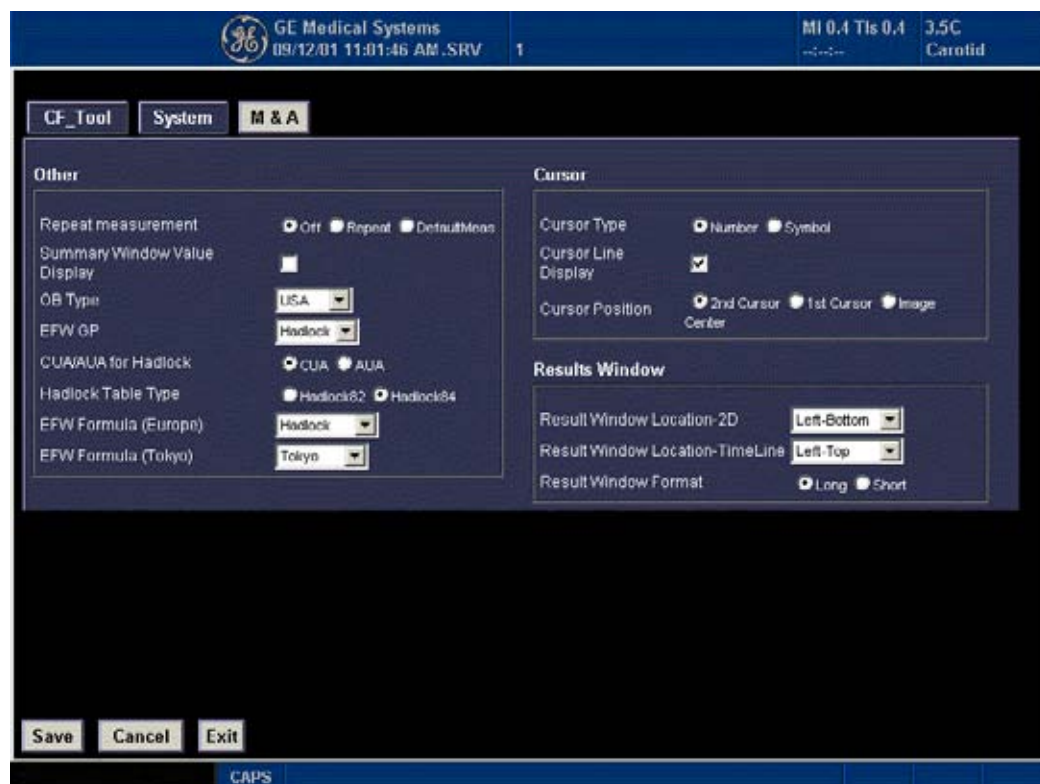 GE Medical Systems
09/12/01 11:01:46 AM.SRV
1
MI 0.4 TIs 0.4
--:--:--
3.5C
Carotid
CF_Tool
System
M & A
Other
Repeat measurement
Off Repeat DefaultMeas
Summary Window Value
Display
OB Type
USA
EFW GP
Hadlock
CUA/AUA for Hadlock
CUA AUA
Hadlock Table Type
Hadlock82 Hadlock84
EFW Formula (Europe)
Hadlock
EFW Formula (Tokyo)
Tokyo
Cursor
Cursor Type
Number Symbol
Cursor Line
Display
Cursor Position
2nd Cursor 1st Cursor Image
Center
Results Window
Result Window Location-2D
Left-Bottom
Result Window Location-TimeLine
Left-Top
Result Window Format
Long Short
Save
Cancel
Exit
CAPS